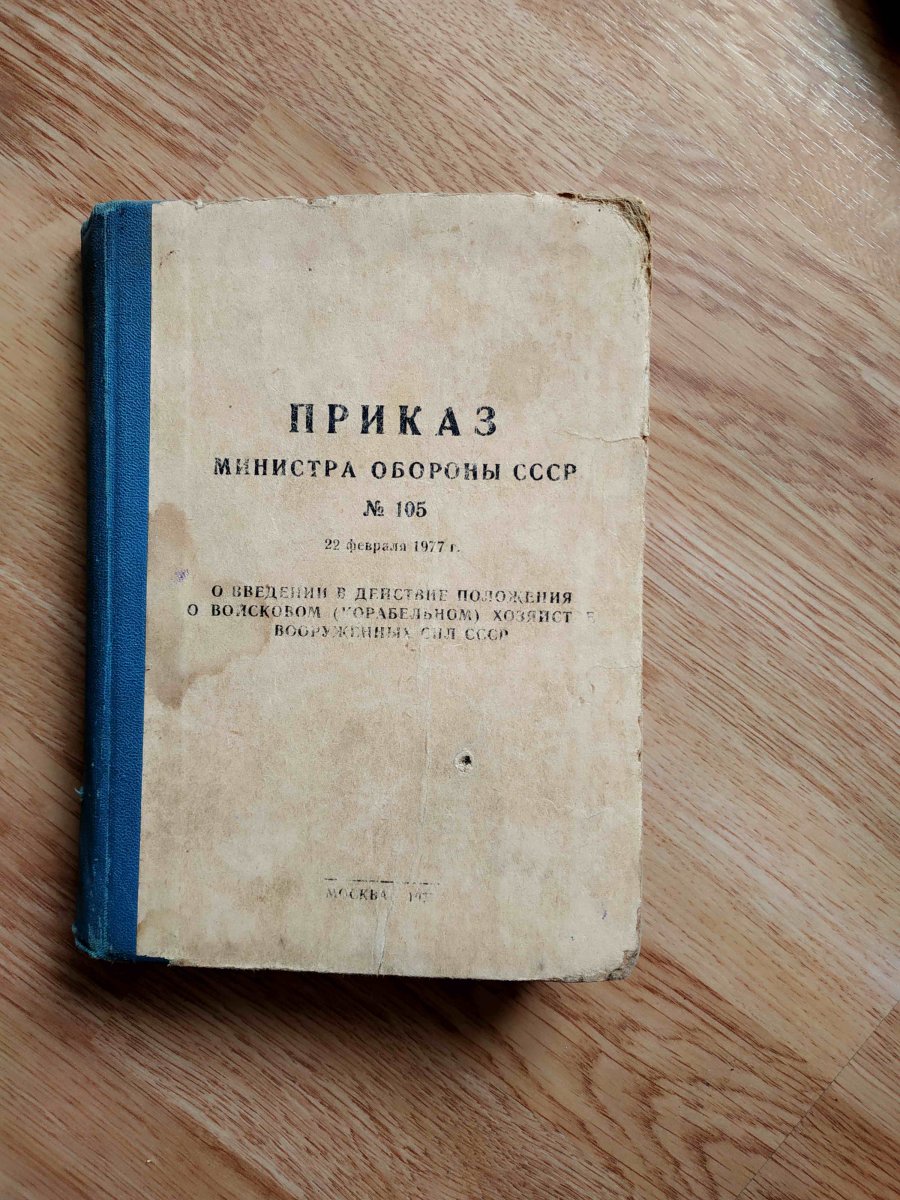 ПРИКАЗ
МИНИСТРА ОБОРОНЫ СССР
№ 105
22 февраля 1977 г.
О ВВЕДЕНИИ В ДЕЙСТВИЕ ПОЛОЖЕНИЯ
О ВОЙСКОВОМ (КОРАБЕЛЬНОМ) ХОЗЯЙСТВЕ
ВООРУЖЕННЫХ СИЛ СССР
МОСКВА